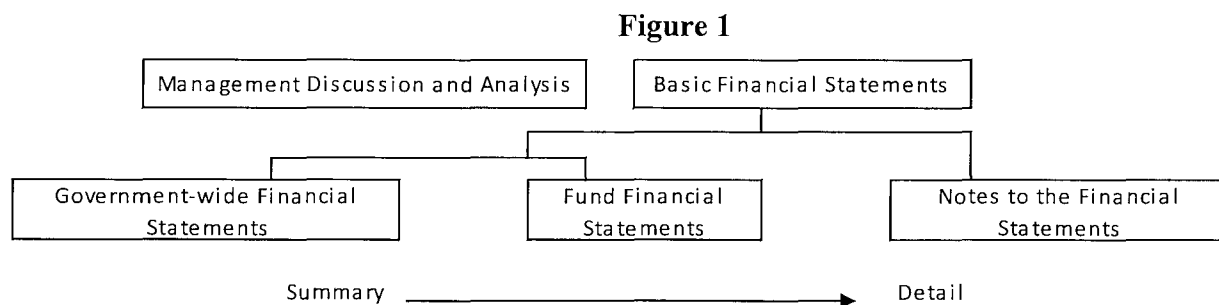 Figure 1
Management Discussion and Analysis
Basic Financial Statements
Government-wide Financial
Statements
Fund Financial
Statements
Notes to the Financial
Statements
Summary
Detail